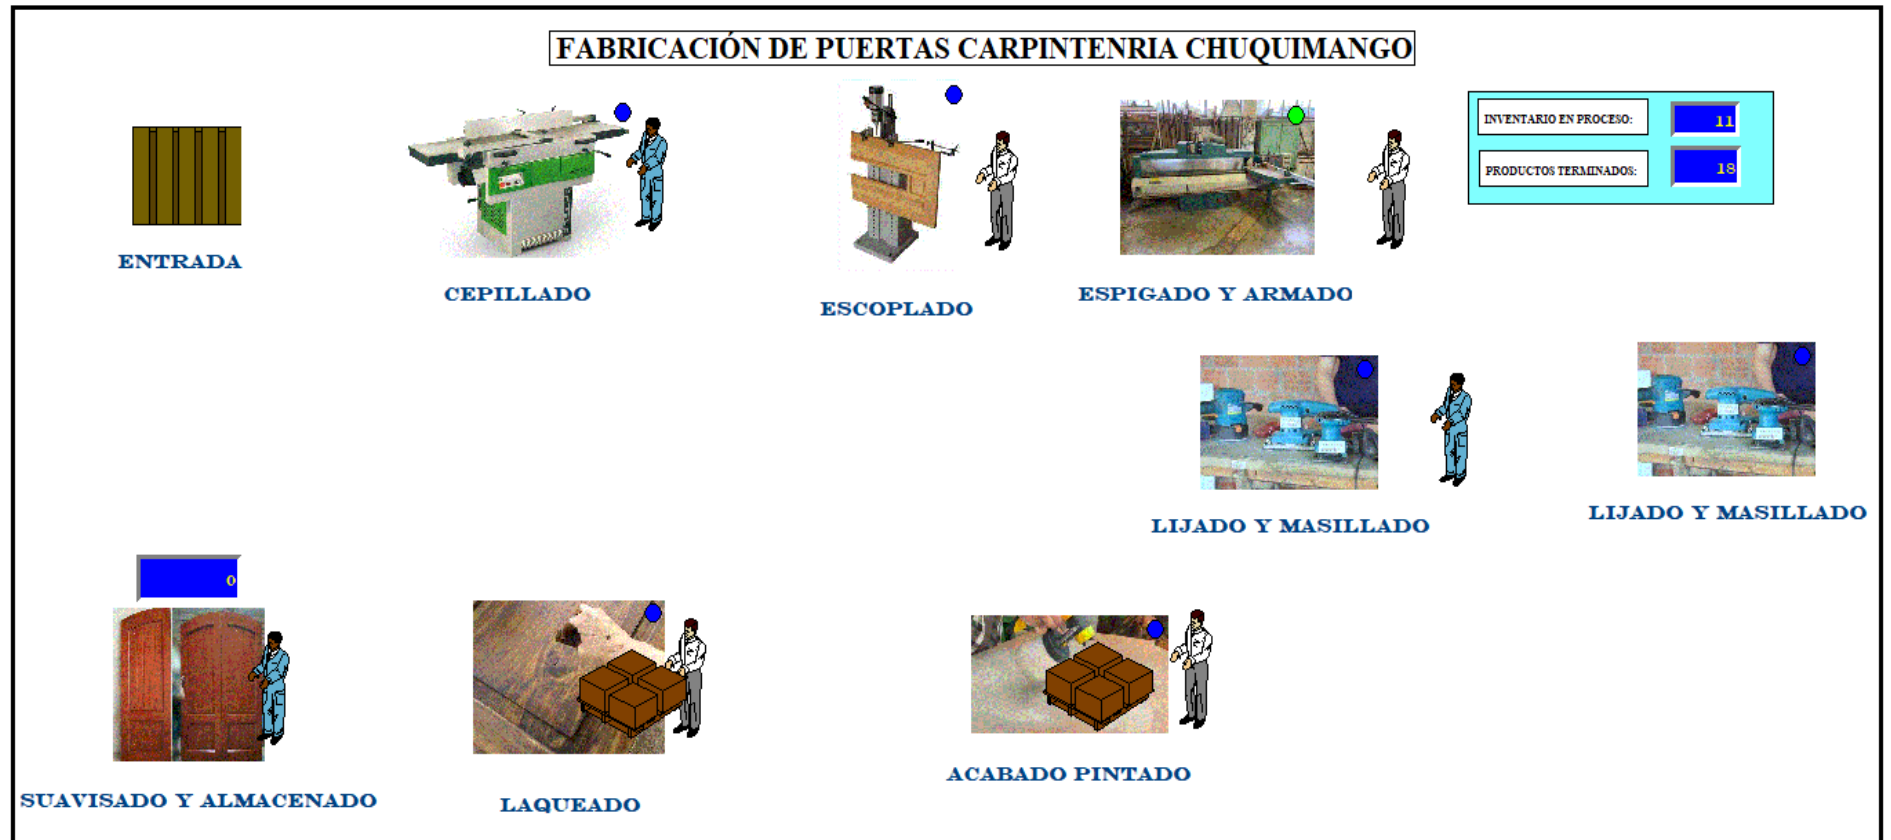 FABRICACIÓN DE PUERTAS CARPINTENRIA CHUQUIMANGO
INVENTARIO EN PROCESO: 11
PRODUCTOS TERMINADOS: 18
ENTRADA
CEPILLADO
ESCOPLADO
ESPIGADO Y ARMADO
LIJADO Y MASILLADO
LIJADO Y MASILLADO
0
SUAVISADO Y ALMACENADO
LAQUEADO
ACABADO PINTADO